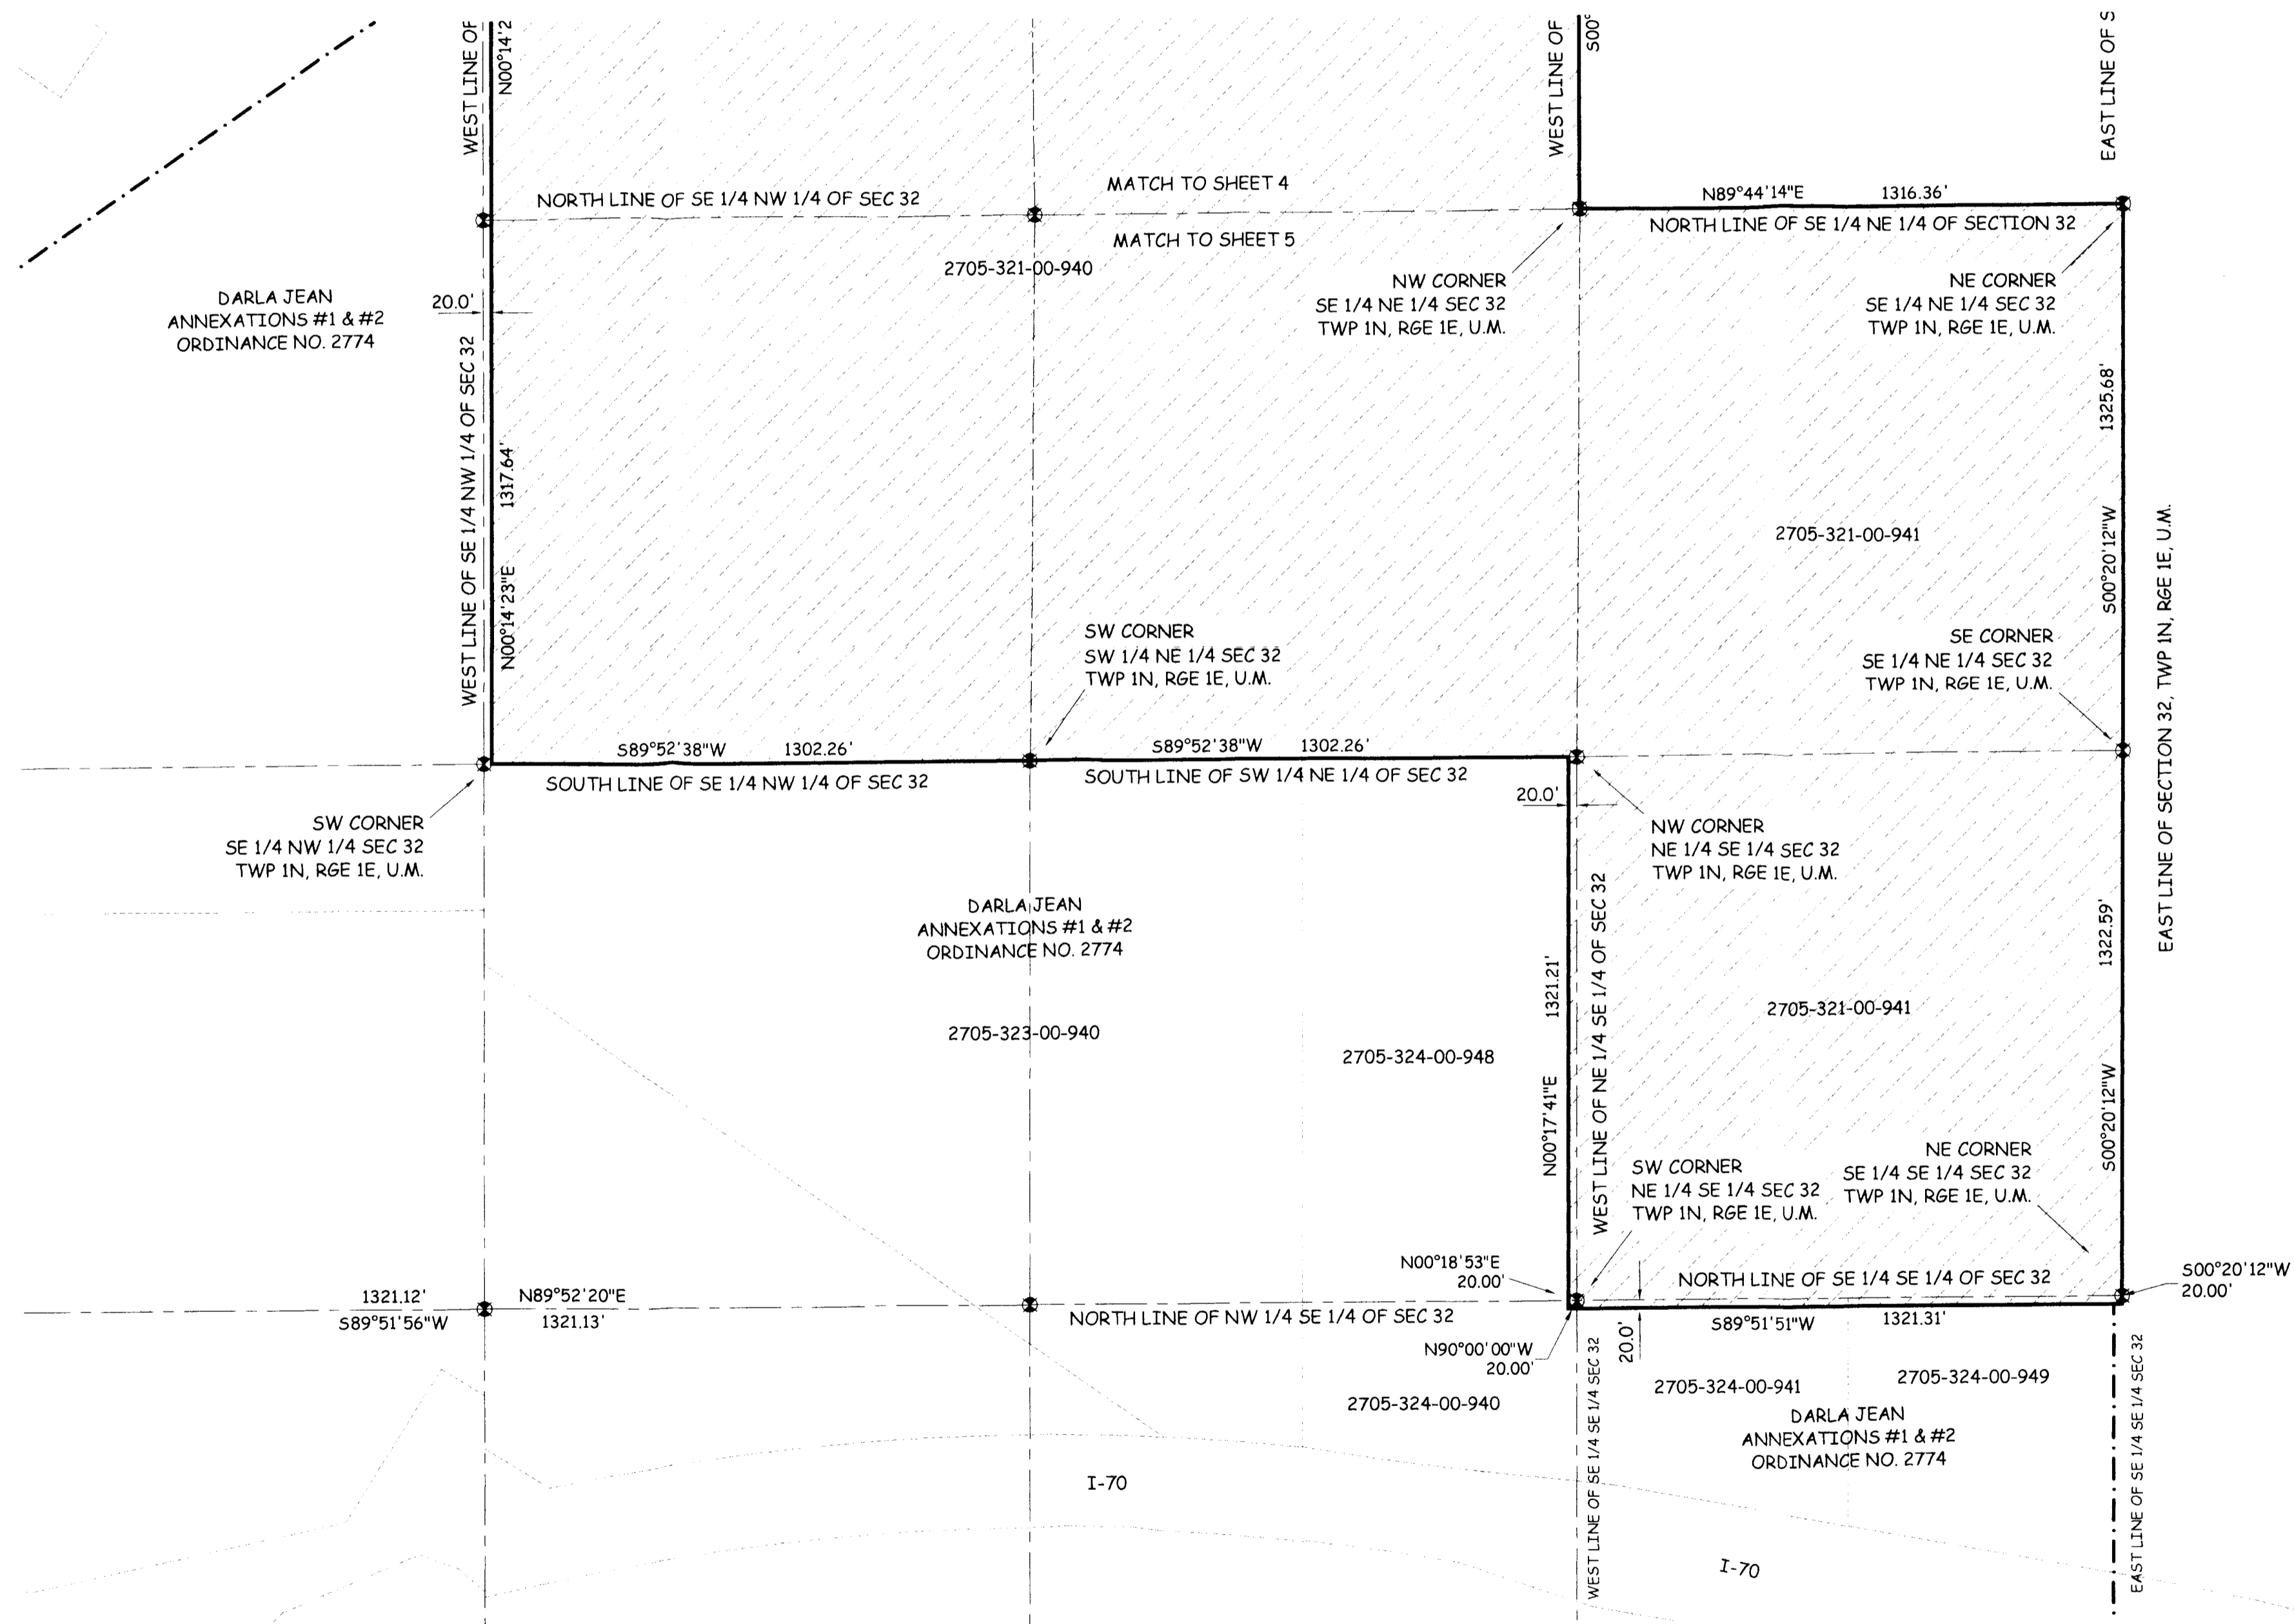 WEST LINE OF
N00°14'2
WEST LINE OF
S00°
EAST LINE OF S
NORTH LINE OF SE 1/4 NW 1/4 OF SEC 32
MATCH TO SHEET 4
MATCH TO SHEET 5
2705-321-00-940
N89°44'14"E 1316.36'
NORTH LINE OF SE 1/4 NE 1/4 OF SECTION 32
NW CORNER
SE 1/4 NE 1/4 SEC 32
TWP 1N, RGE 1E, U.M.
NE CORNER
SE 1/4 NE 1/4 SEC 32
TWP 1N, RGE 1E, U.M.
DARLA JEAN
ANNEXATIONS #1 & #2
ORDINANCE NO. 2774
20.0'
WEST LINE OF SE 1/4 NW 1/4 OF SEC 32
N00°14'23"E 1317.64'
S00°20'12"W 1325.68'
2705-321-00-941
EAST LINE OF SECTION 32, TWP 1N, RGE 1E, U.M.
SW CORNER
SW 1/4 NE 1/4 SEC 32
TWP 1N, RGE 1E, U.M.
SE CORNER
SE 1/4 NE 1/4 SEC 32
TWP 1N, RGE 1E, U.M.
S89°52'38"W 1302.26'
S89°52'38"W 1302.26'
SOUTH LINE OF SE 1/4 NW 1/4 OF SEC 32
SOUTH LINE OF SW 1/4 NE 1/4 OF SEC 32
20.0'
SW CORNER
SE 1/4 NW 1/4 SEC 32
TWP 1N, RGE 1E, U.M.
NW CORNER
NE 1/4 SE 1/4 SEC 32
TWP 1N, RGE 1E, U.M.
DARLA JEAN
ANNEXATIONS #1 & #2
ORDINANCE NO. 2774
N00°17'41"E 1321.21'
WEST LINE OF NE 1/4 SE 1/4 OF SEC 32
S00°20'12"W 1322.59'
2705-321-00-941
2705-323-00-940
2705-324-00-948
SW CORNER
NE 1/4 SE 1/4 SEC 32
TWP 1N, RGE 1E, U.M.
NE CORNER
SE 1/4 SE 1/4 SEC 32
TWP 1N, RGE 1E, U.M.
N00°18'53"E
20.00'
NORTH LINE OF SE 1/4 SE 1/4 OF SEC 32
S00°20'12"W
20.00'
1321.12'
S89°51'56"W
N89°52'20"E
1321.13'
NORTH LINE OF NW 1/4 SE 1/4 OF SEC 32
N90°00'00"W
20.00'
20.0'
S89°51'51"W 1321.31'
2705-324-00-940
2705-324-00-941
2705-324-00-949
DARLA JEAN
ANNEXATIONS #1 & #2
ORDINANCE NO. 2774
WEST LINE OF SE 1/4 SE 1/4 SEC 32
EAST LINE OF SE 1/4 SE 1/4 SEC 32
I-70
I-70